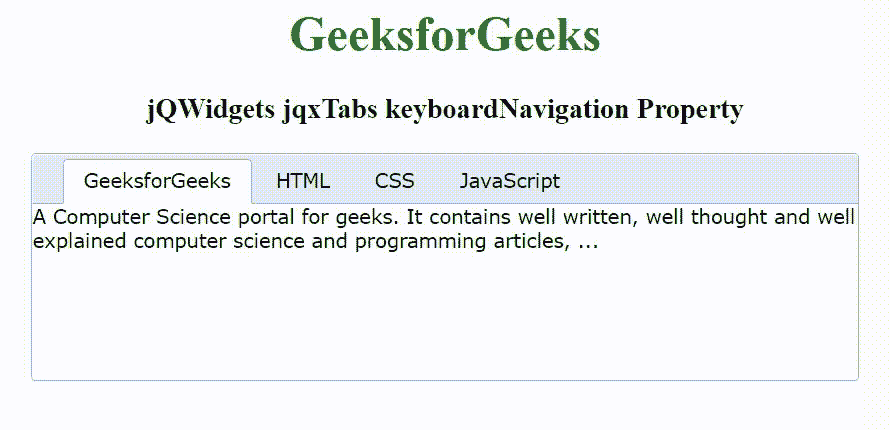 GeeksforGeeks
jQWidgets jqxTabs keyboardNavigation Property
GeeksforGeeks HTML CSS JavaScript
A Computer Science portal for geeks. It contains well written, well thought and well
explained computer science and programming articles, ...